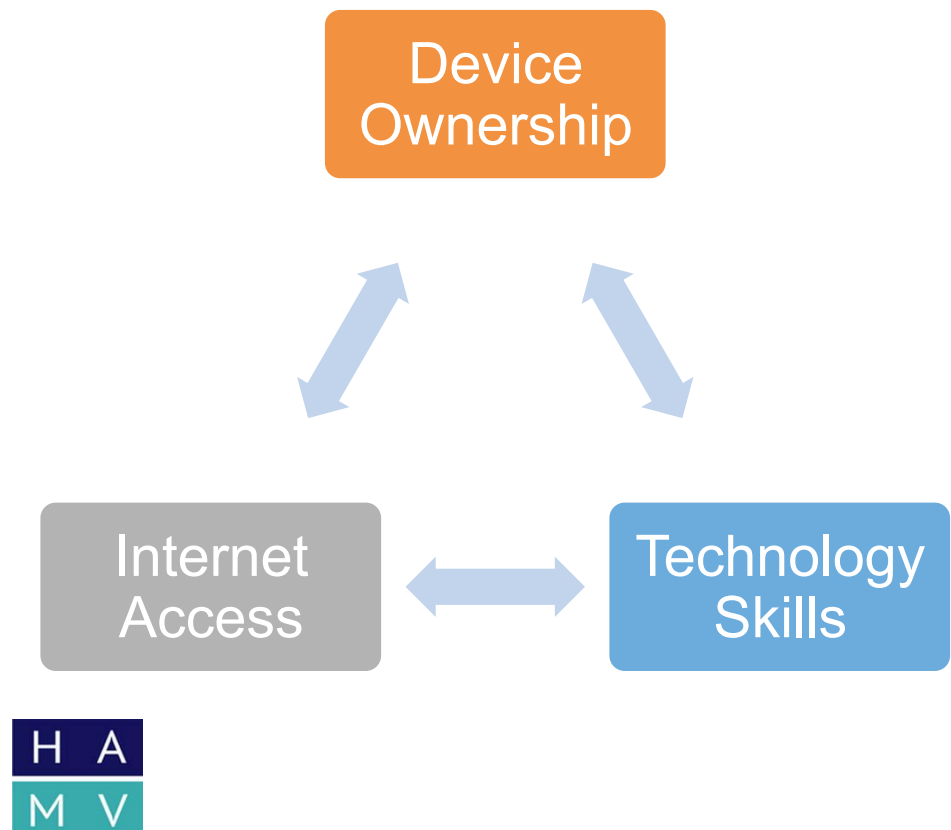 Device
Ownership
Internet
Access
Technology
Skills
H A
M V